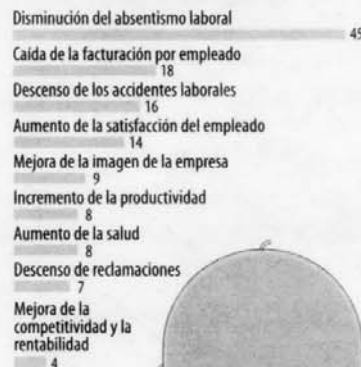 Disminución del absentismo laboral
45
Caída de la facturación por empleado
18
Descenso de los accidentes laborales
16
Aumento de la satisfacción del empleado
14
Mejora de la imagen de la empresa
9
Incremento de la productividad
8
Aumento de la salud
8
Descenso de reclamaciones
7
Mejora de la
competitividad y la
rentabilidad
4